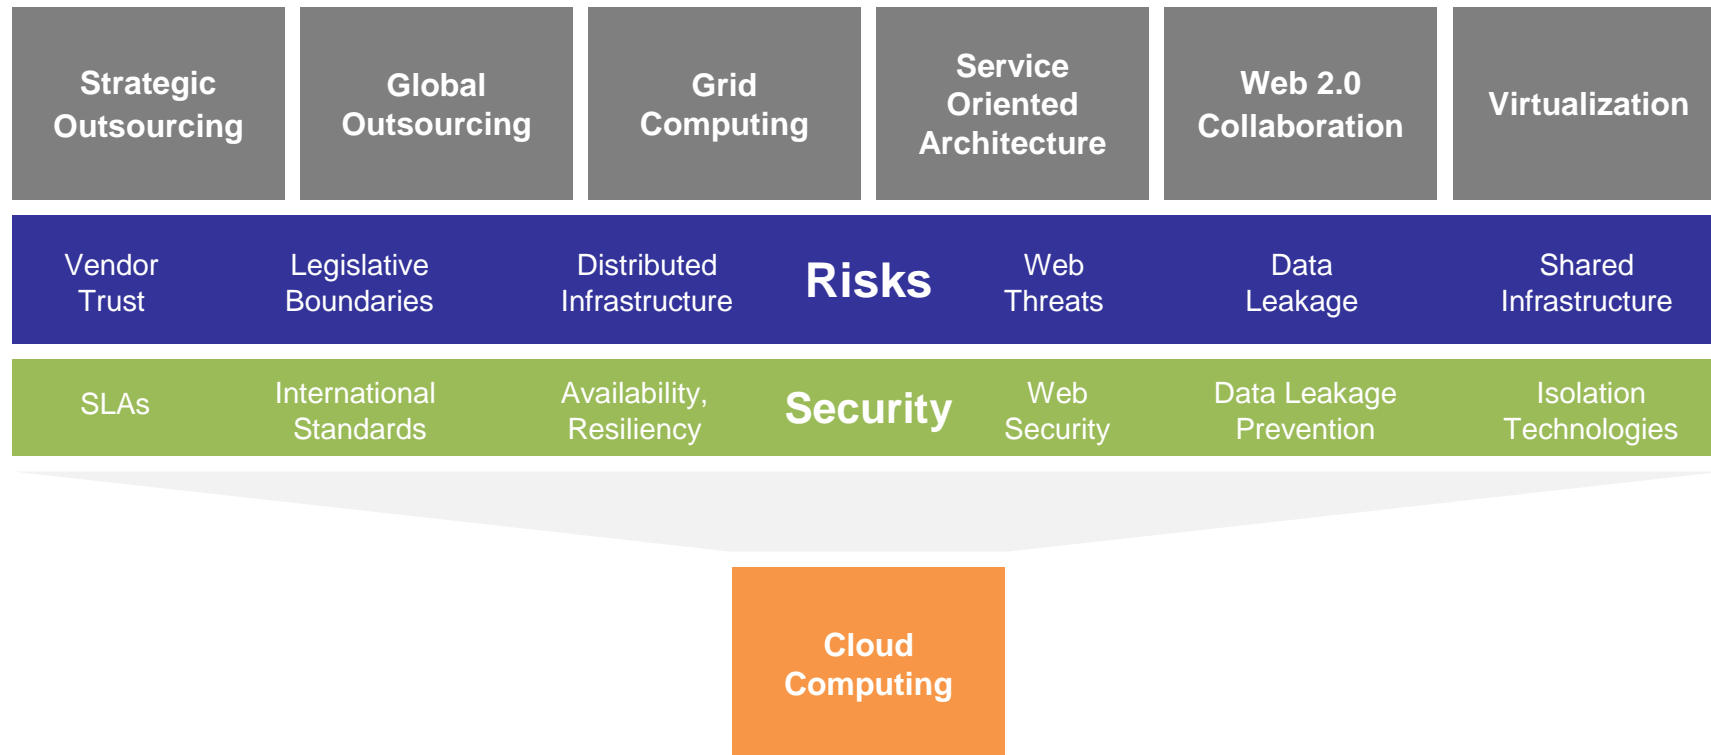 Strategic
Outsourcing
Global
Outsourcing
Grid
Computing
Service
Oriented
Architecture
Web 2.0
Collaboration
Virtualization
Vendor
Trust
Legislative
Boundaries
Distributed
Infrastructure
Risks
Web
Threats
Data
Leakage
Shared
Infrastructure
SLAs
International
Standards
Availability,
Resiliency
Security
Web
Security
Data Leakage
Prevention
Isolation
Technologies
Cloud
Computing